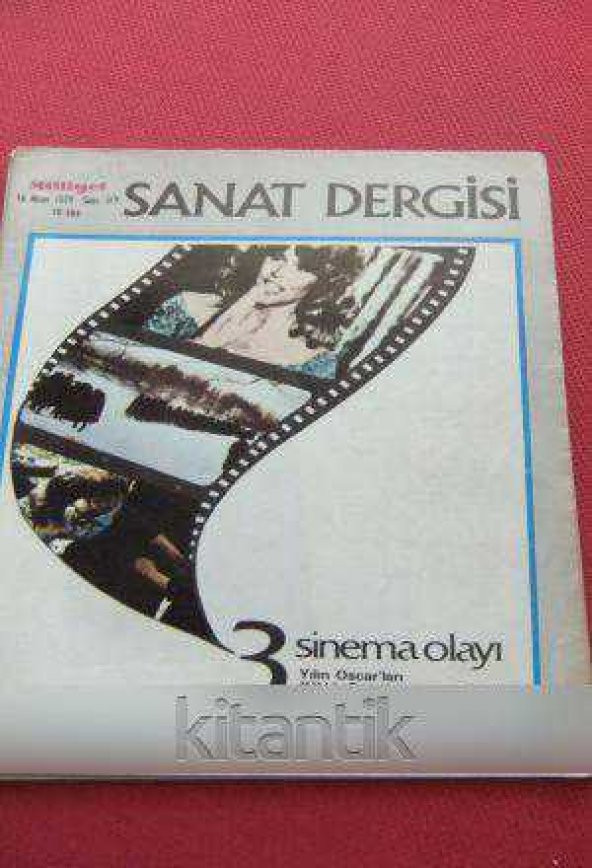 Milliyet
SANAT DERGİSİ
3 sinema olayı
Yılın Oscar'ları
kitantik